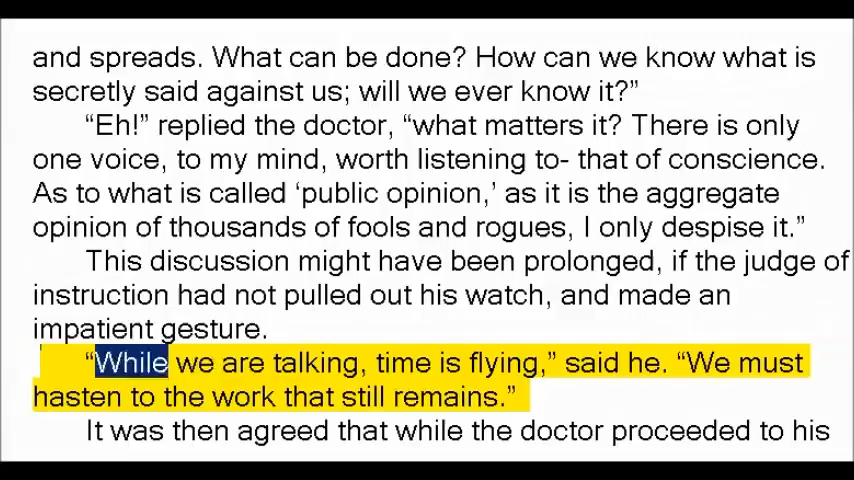 and spreads. What can be done? How can we know what is
secretly said against us; will we ever know it?”
“Eh!” replied the doctor, “what matters it? There is only
one voice, to my mind, worth listening to- that of conscience.
As to what is called ‘public opinion,’ as it is the aggregate
opinion of thousands of fools and rogues, I only despise it.”
This discussion might have been prolonged, if the judge of
instruction had not pulled out his watch, and made an
impatient gesture.
“While we are talking, time is flying,” said he. “We must
hasten to the work that still remains.”
It was then agreed that while the doctor proceeded to his